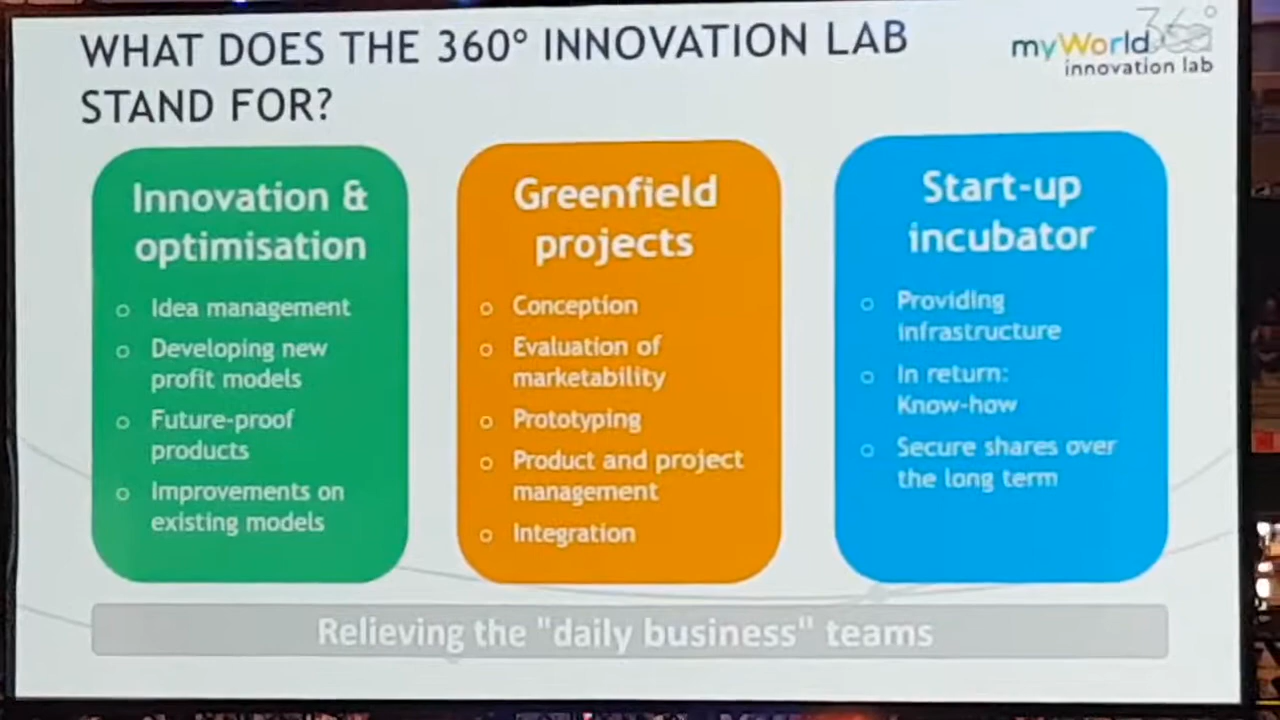 WHAT DOES THE 360° INNOVATION LAB
STAND FOR?
360°
myWorld
innovation lab
Innovation &
optimisation
o Idea management
o Developing new
profit models
o Future-proof
products
o Improvements on
existing models
Greenfield
projects
o Conception
o Evaluation of
marketability
o Prototyping
o Product and project
management
o Integration
Start-up
incubator
o Providing
infrastructure
o In return:
Know-how
o Secure shares over
the long term
Relieving the "daily business" teams